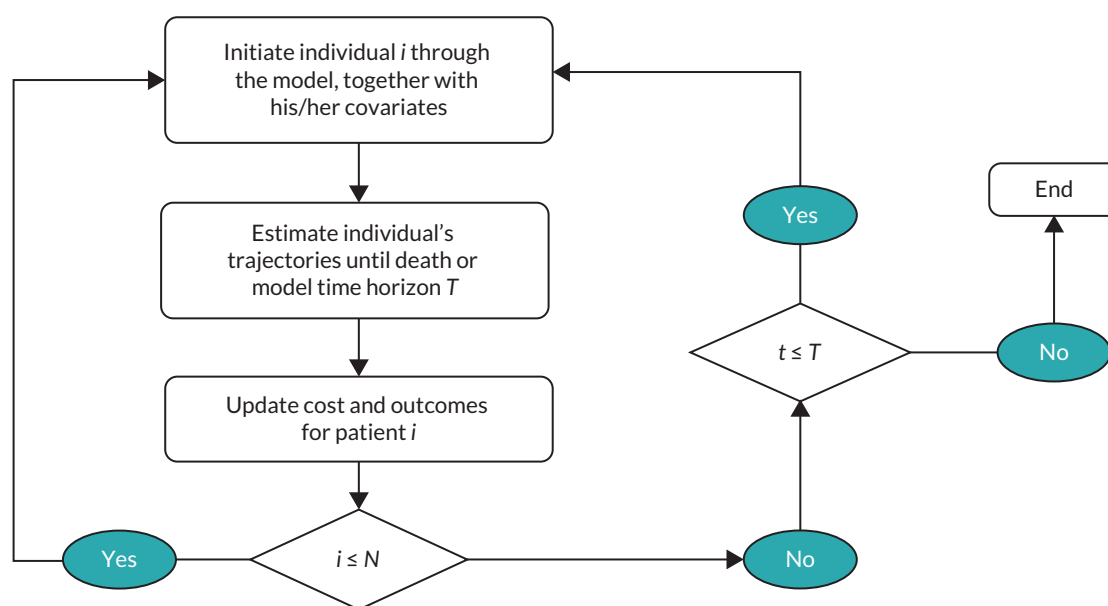 Initiate individual i through
the model, together with
his/her covariates
Estimate individual’s
trajectories until death or
model time horizon T
Update cost and outcomes
for patient i
i ≤ N
Yes
No
t ≤ T
Yes
No
End